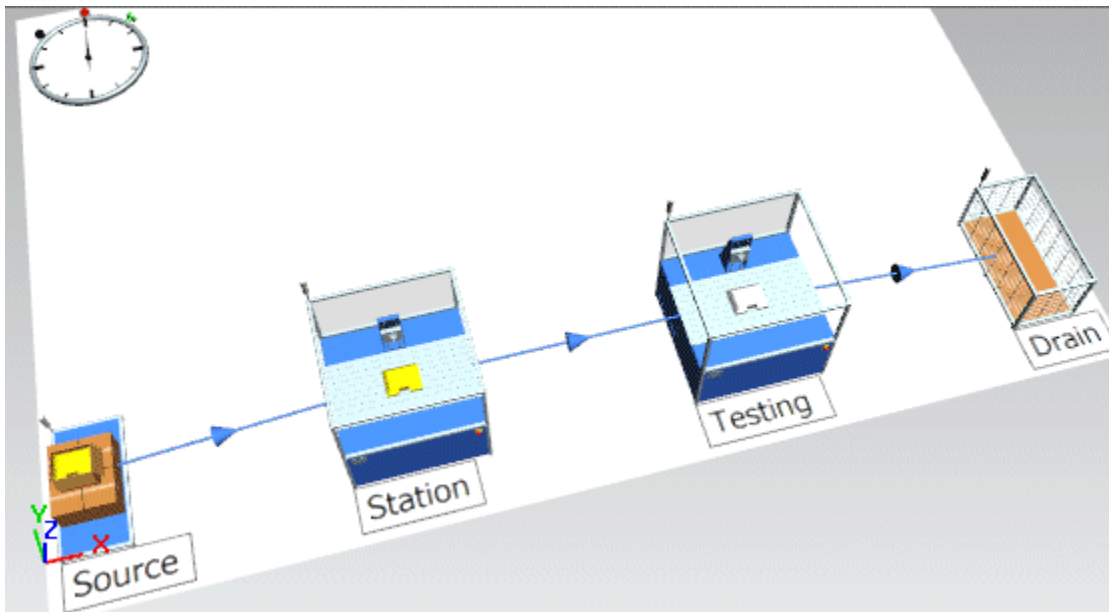 Source
Station
Testing
Drain
Y
Z
X